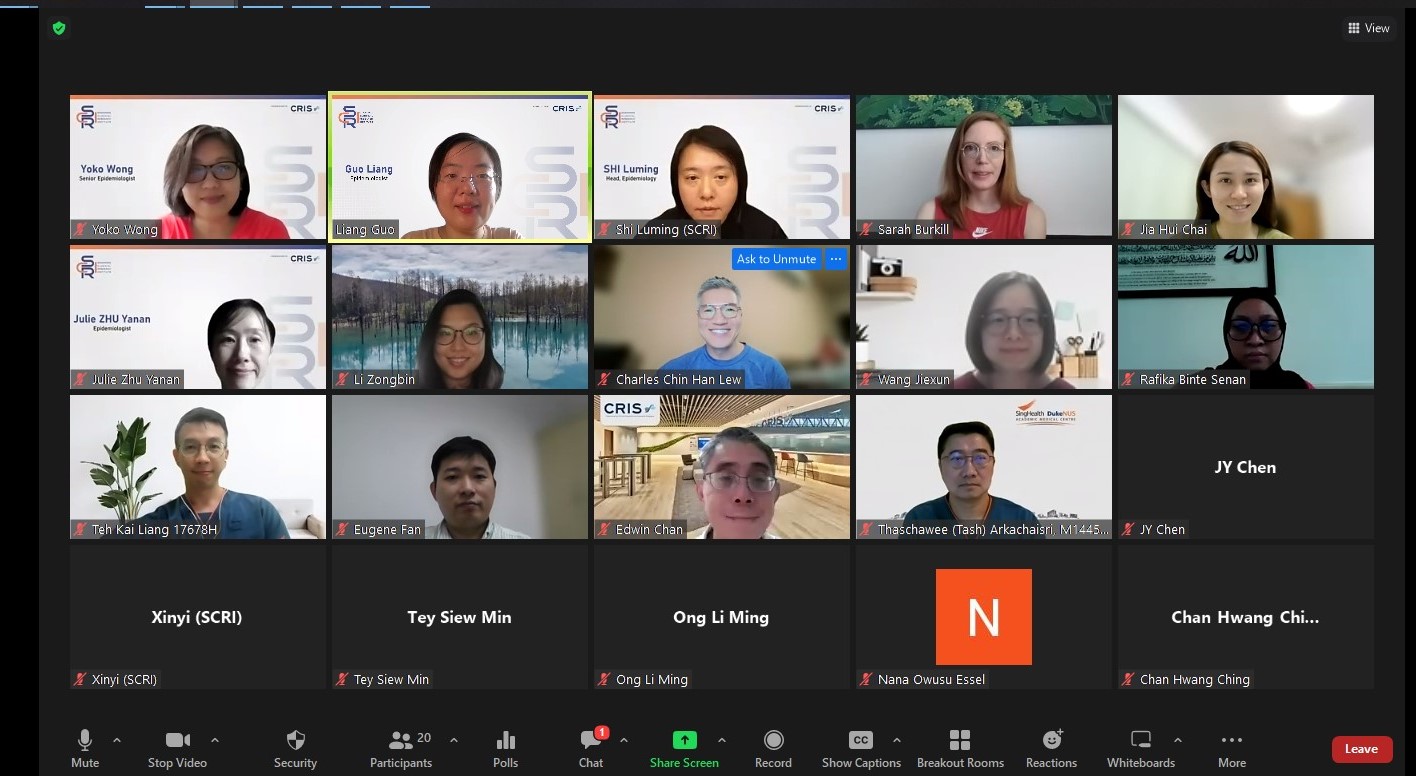 View
CRIS
Yoko Wong
Senior Epidemiologist
Yoko Wong
CRIS
Guo Liang
Epidemiologist
Liang Guo
CRIS
SHI Luming
Head, Epidemiology
Shi Luming (SCRI)
NIKE
Sarah Burkill
Jia Hui Chai
CRIS
Julie ZHU Yanan
Epidemiologist
Julie Zhu Yanan
Li Zongbin
Ask to Unmute
Charles Chin Han Lew
Wang Jiexun
الله
Rafika Binte Senan
Teh Kai Liang 17678H
Eugene Fan
CRIS
Edwin Chan
SingHealth DukeNUS
ACADEMIC MEDICAL CENTRE
Thaschawee (Tash) Arkachaisri, M1445...
JY Chen
JY Chen
Xinyi (SCRI)
Xinyi (SCRI)
Tey Siew Min
Tey Siew Min
Ong Li Ming
Ong Li Ming
N
Nana Owusu Essel
Chan Hwang Chi...
Chan Hwang Ching
Mute
Stop Video
Security
20
Participants
Polls
1
Chat
Share Screen
Record
CC
Show Captions
Breakout Rooms
Reactions
Whiteboards
More
Leave